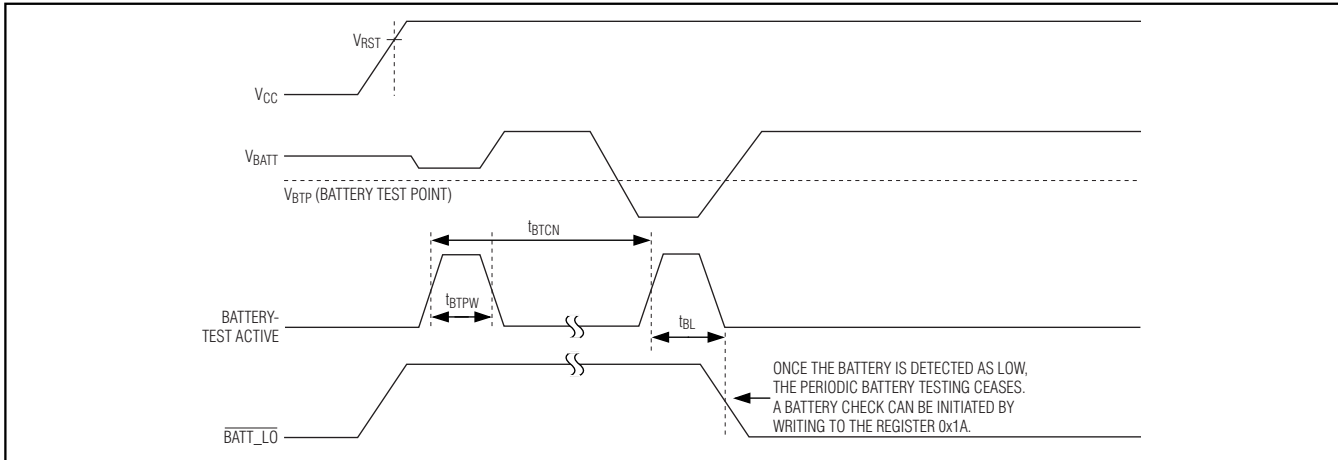 VRST
VCC
VBATT
VBTP (BATTERY TEST POINT)
tBTCN
tBTPW
BATTERY-
TEST ACTIVE
tBL
ONCE THE BATTERY IS DETECTED AS LOW,
THE PERIODIC BATTERY TESTING CEASES.
A BATTERY CHECK CAN BE INITIATED BY
WRITING TO THE REGISTER 0x1A.
BATT_LO